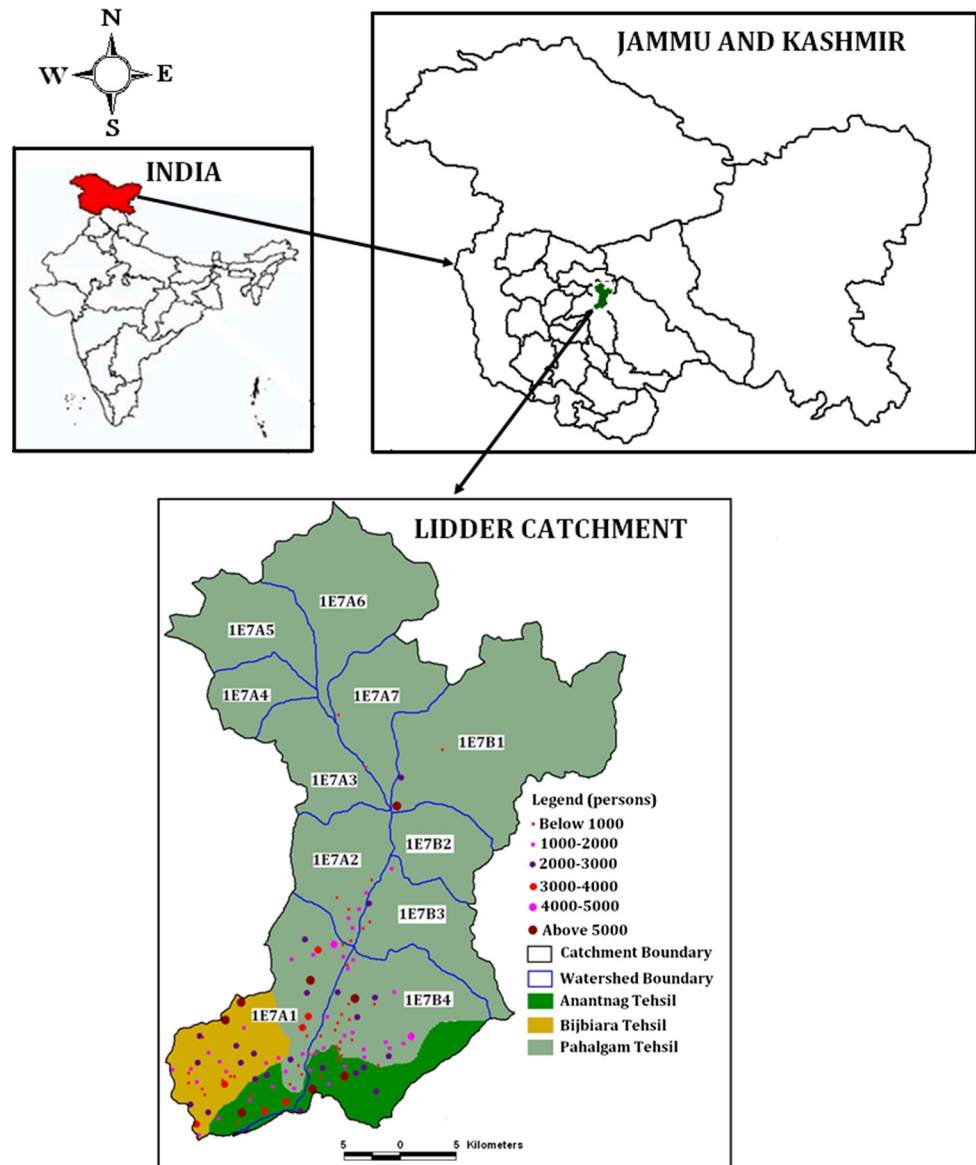 N
W E
S
INDIA
JAMMU AND KASHMIR
LIDDER CATCHMENT
1E7A6
1E7A5
1E7A4
1E7A7
1E7B1
1E7A3
1E7A2
1E7B2
1E7B3
1E7A1
1E7B4
Legend (persons)
Below 1000
1000-2000
2000-3000
3000-4000
4000-5000
Above 5000
Catchment Boundary
Watershed Boundary
Anantnag Tehsil
Bijbiara Tehsil
Pahalgam Tehsil
5 0 5 Kilometers